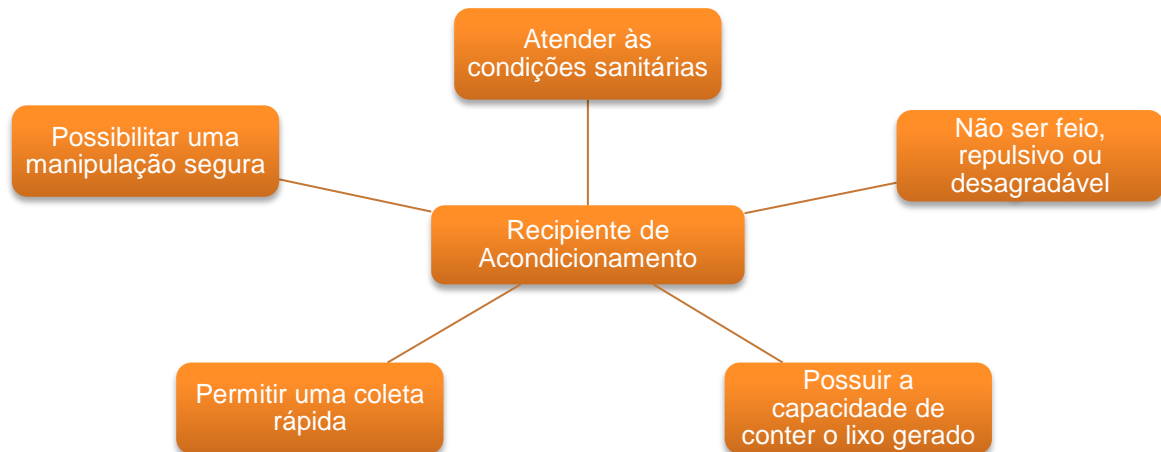 Atender às
condições sanitárias
Possibilitar uma
manipulação segura
Não ser feio,
repulsivo ou
desagradável
Recipiente de
Acondicionamento
Permitir uma coleta
rápida
Possuir a
capacidade de
conter o lixo gerado